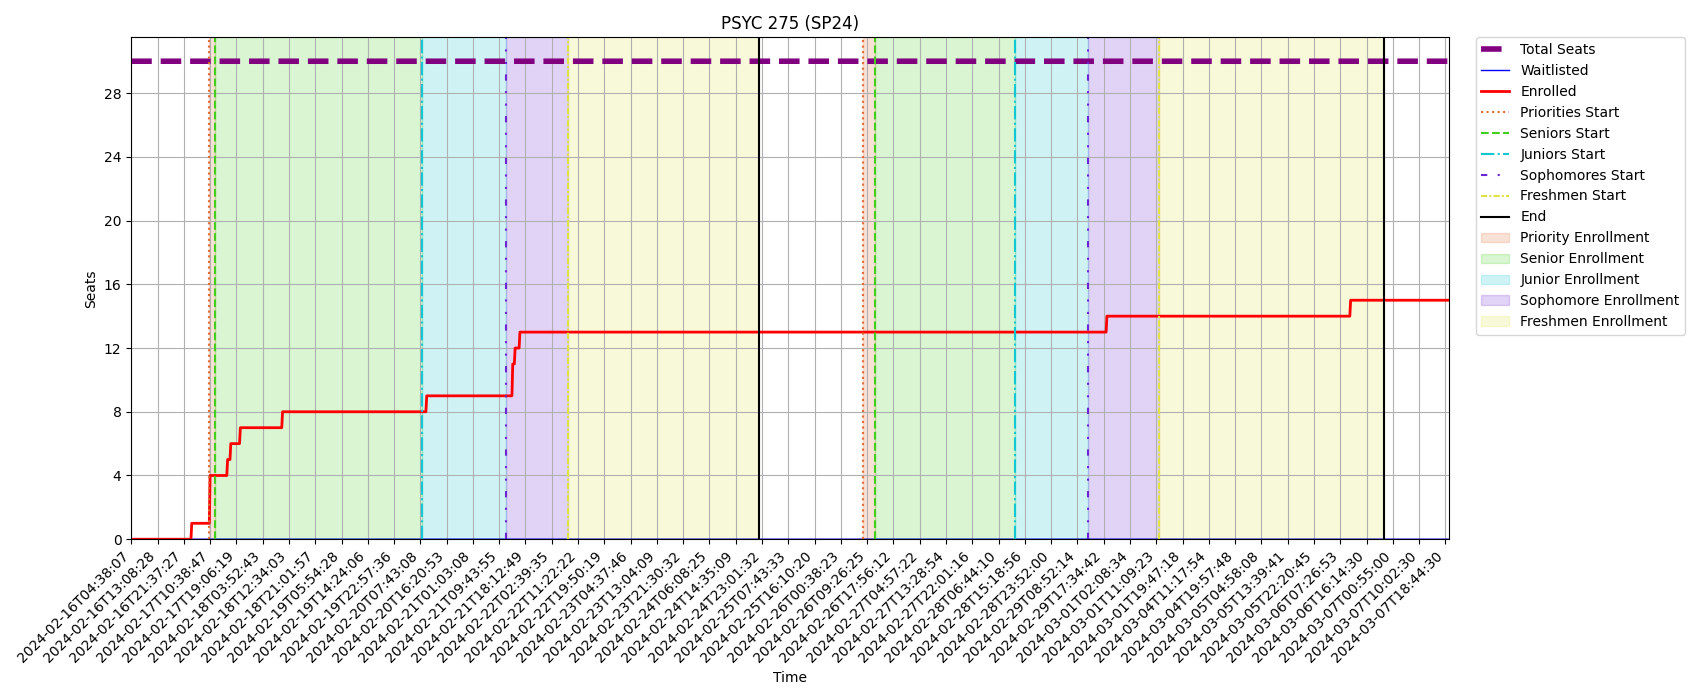 PSYC 275 (SP24)
Seats
28
24
20
16
12
8
4
0
2024-02-16T04:38:07
2024-02-16T13:08:28
2024-02-16T21:37:27
2024-02-17T10:38:47
2024-02-17T19:06:19
2024-02-18T03:52:43
2024-02-18T12:34:03
2024-02-18T21:01:57
2024-02-19T05:54:28
2024-02-19T14:24:06
2024-02-19T22:57:36
2024-02-20T07:43:08
2024-02-20T16:20:53
2024-02-21T01:03:08
2024-02-21T09:43:55
2024-02-21T18:12:49
2024-02-22T02:39:35
2024-02-22T11:22:22
2024-02-22T19:50:19
2024-02-23T04:37:46
2024-02-23T13:04:09
2024-02-23T21:30:32
2024-02-24T06:08:25
2024-02-24T14:35:09
2024-02-24T23:01:32
2024-02-25T07:43:33
2024-02-25T16:10:20
2024-02-26T00:38:23
2024-02-26T09:26:25
2024-02-26T17:56:12
2024-02-27T04:57:22
2024-02-27T13:28:54
2024-02-27T22:01:16
2024-02-28T06:44:10
2024-02-28T15:18:56
2024-02-28T23:52:00
2024-02-29T08:52:14
2024-02-29T17:34:42
2024-03-01T02:08:34
2024-03-01T11:09:23
2024-03-01T19:47:18
2024-03-04T11:17:54
2024-03-04T19:57:48
2024-03-05T04:58:08
2024-03-05T13:39:41
2024-03-05T22:20:45
2024-03-06T07:26:53
2024-03-06T16:14:30
2024-03-07T00:55:00
2024-03-07T10:02:30
2024-03-07T18:44:30
Time
Total Seats
Waitlisted
Enrolled
Priorities Start
Seniors Start
Juniors Start
Sophomores Start
Freshmen Start
End
Priority Enrollment
Senior Enrollment
Junior Enrollment
Sophomore Enrollment
Freshmen Enrollment